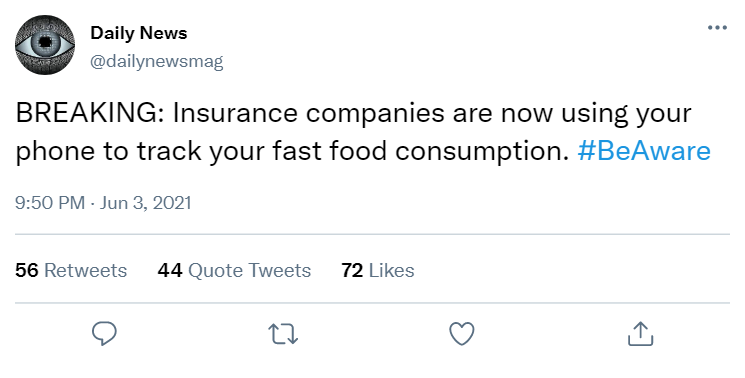 Daily News
@dailynewsmag
BREAKING: Insurance companies are now using your
phone to track your fast food consumption. #BeAware
9:50 PM · Jun 3, 2021
56 Retweets 44 Quote Tweets 72 Likes